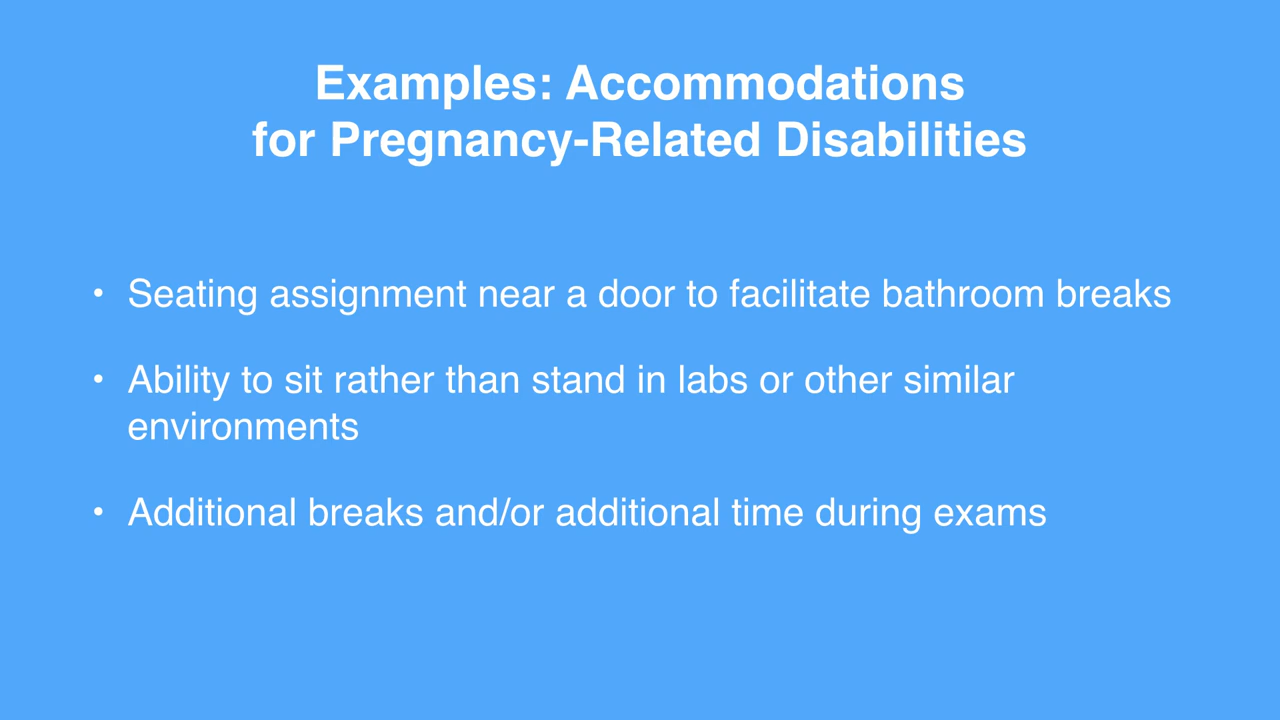 Examples: Accommodations
for Pregnancy-Related Disabilities
• Seating assignment near a door to facilitate bathroom breaks
• Ability to sit rather than stand in labs or other similar
environments
• Additional breaks and/or additional time during exams